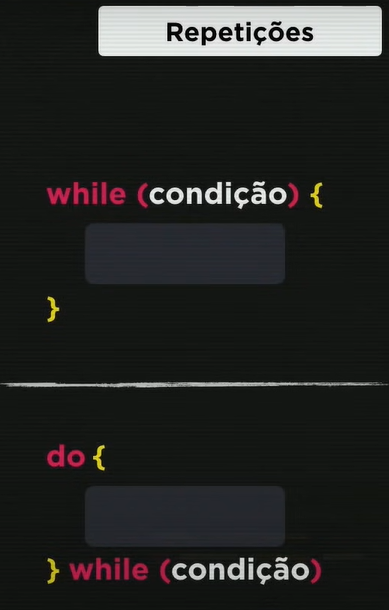 Repetições
while (condição) {
}
do {
} while (condição)